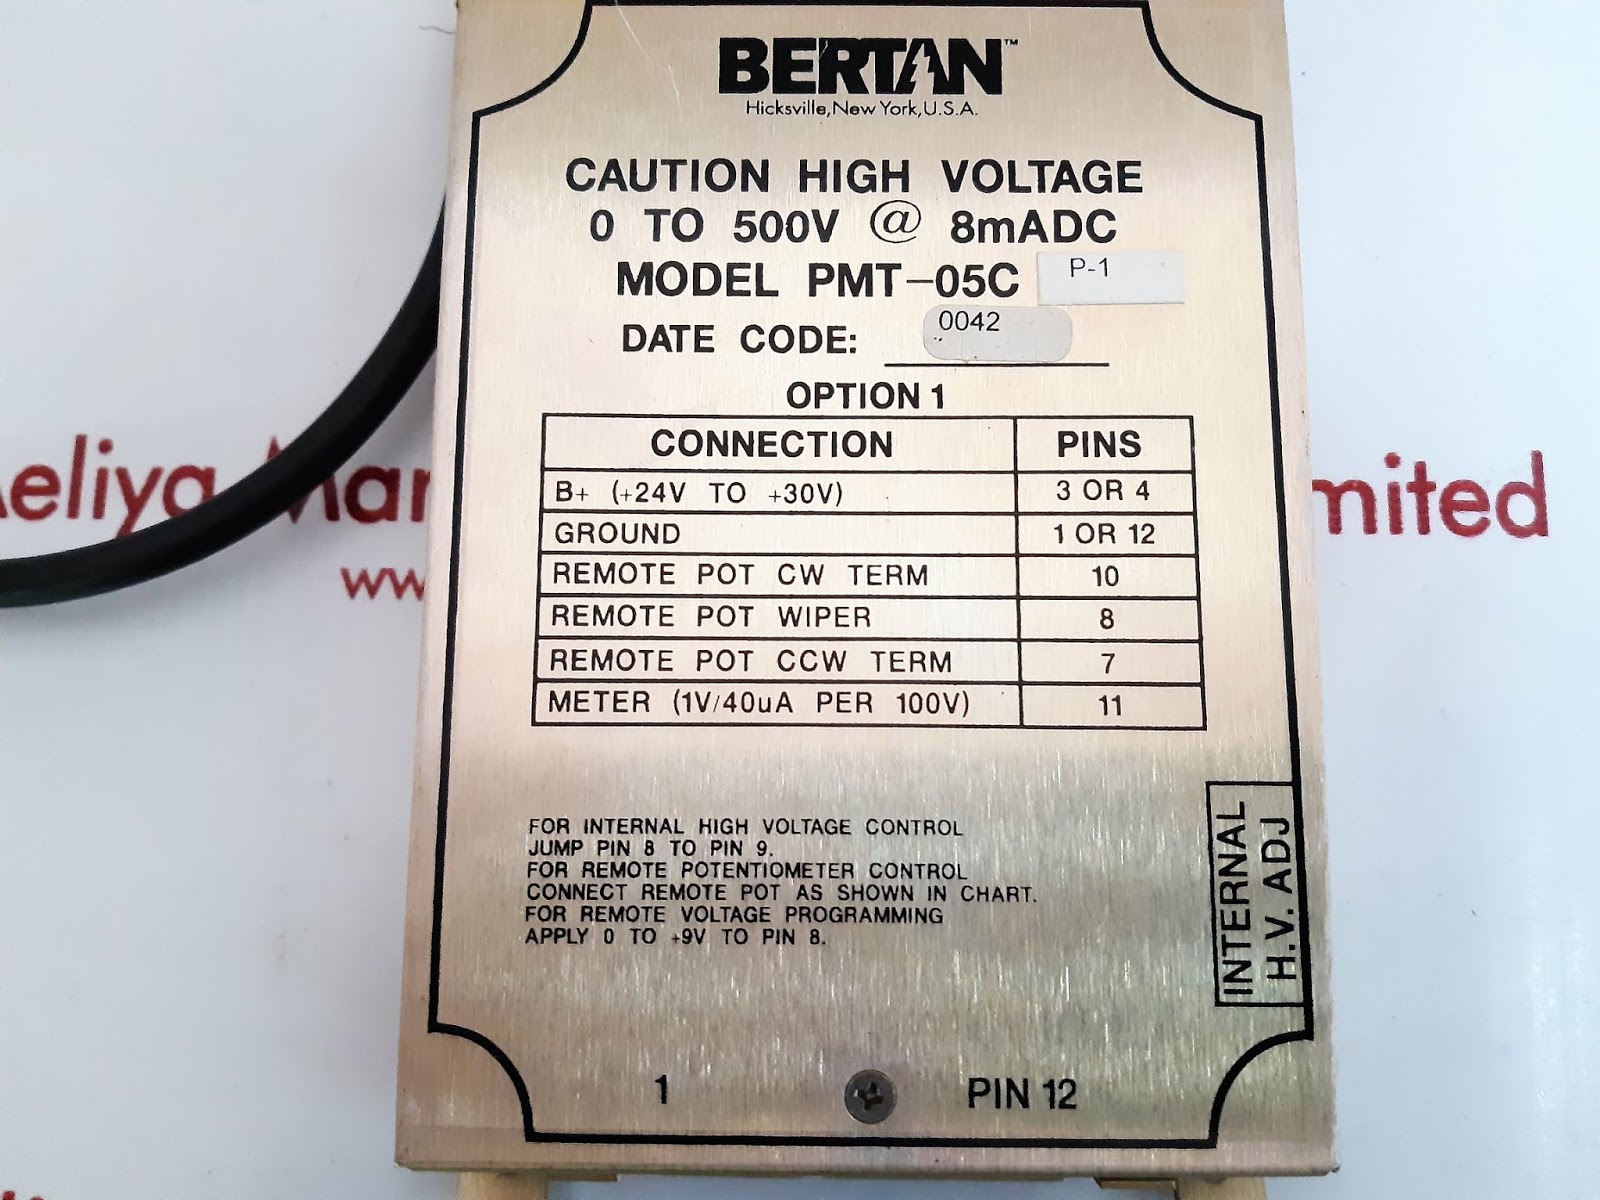 BERTAN™
Hicksville,New York,U.S.A.
CAUTION HIGH VOLTAGE
0 TO 500V @ 8mADC
MODEL PMT-05C P-1
DATE CODE: 0042
OPTION 1
CONNECTION PINS
B+ (+24V TO +30V) 3 OR 4
GROUND 1 OR 12
REMOTE POT CW TERM 10
REMOTE POT WIPER 8
REMOTE POT CCW TERM 7
METER (1V/40uA PER 100V) 11
FOR INTERNAL HIGH VOLTAGE CONTROL
JUMP PIN 8 TO PIN 9.
FOR REMOTE POTENTIOMETER CONTROL
CONNECT REMOTE POT AS SHOWN IN CHART.
FOR REMOTE VOLTAGE PROGRAMMING
APPLY 0 TO +9V TO PIN 8.
INTERNAL
H.V. ADJ
1 PIN 12
eliya Mar mited
ww